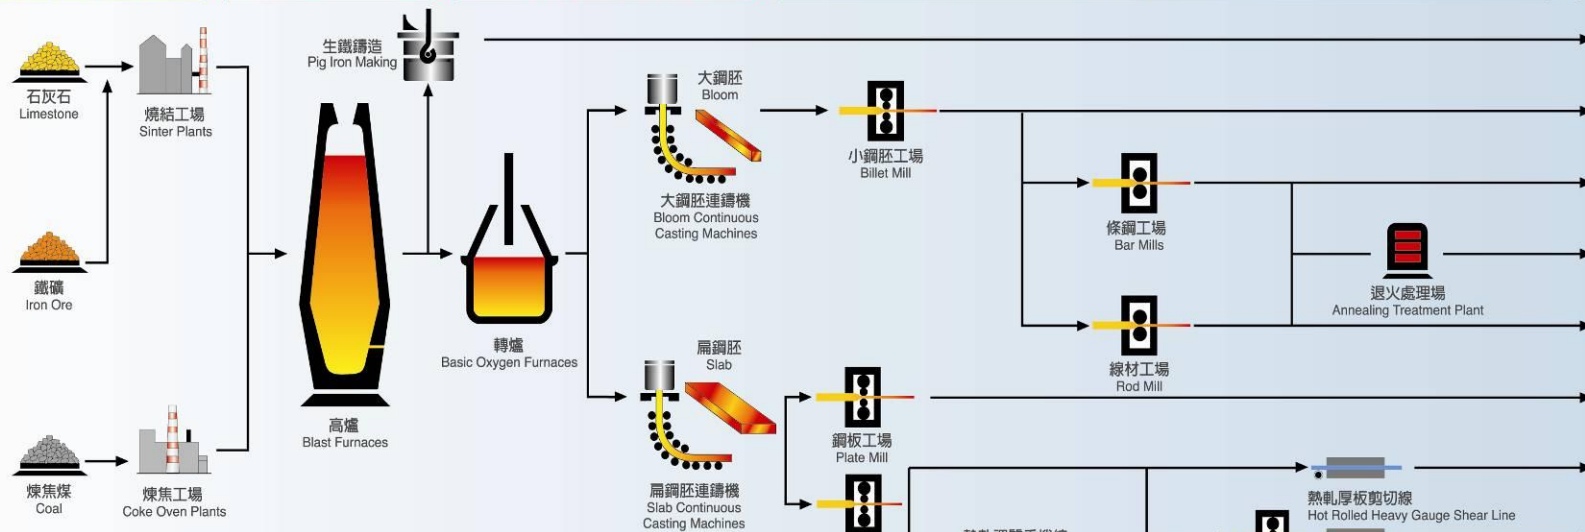 石灰石
Limestone
燒結工場
Sinter Plants
鐵礦
Iron Ore
煉焦煤
Coal
煉焦工場
Coke Oven Plants
生鐵鑄造
Pig Iron Making
高爐
Blast Furnaces
轉爐
Basic Oxygen Furnaces
大鋼胚
Bloom
大鋼胚連鑄機
Bloom Continuous
Casting Machines
小鋼胚工場
Billet Mill
條鋼工場
Bar Mills
退火處理場
Annealing Treatment Plant
線材工場
Rod Mill
扁鋼胚
Slab
扁鋼胚連鑄機
Slab Continuous
Casting Machines
鋼板工場
Plate Mill
熱軋厚板剪切線
Hot Rolled Heavy Gauge Shear Line